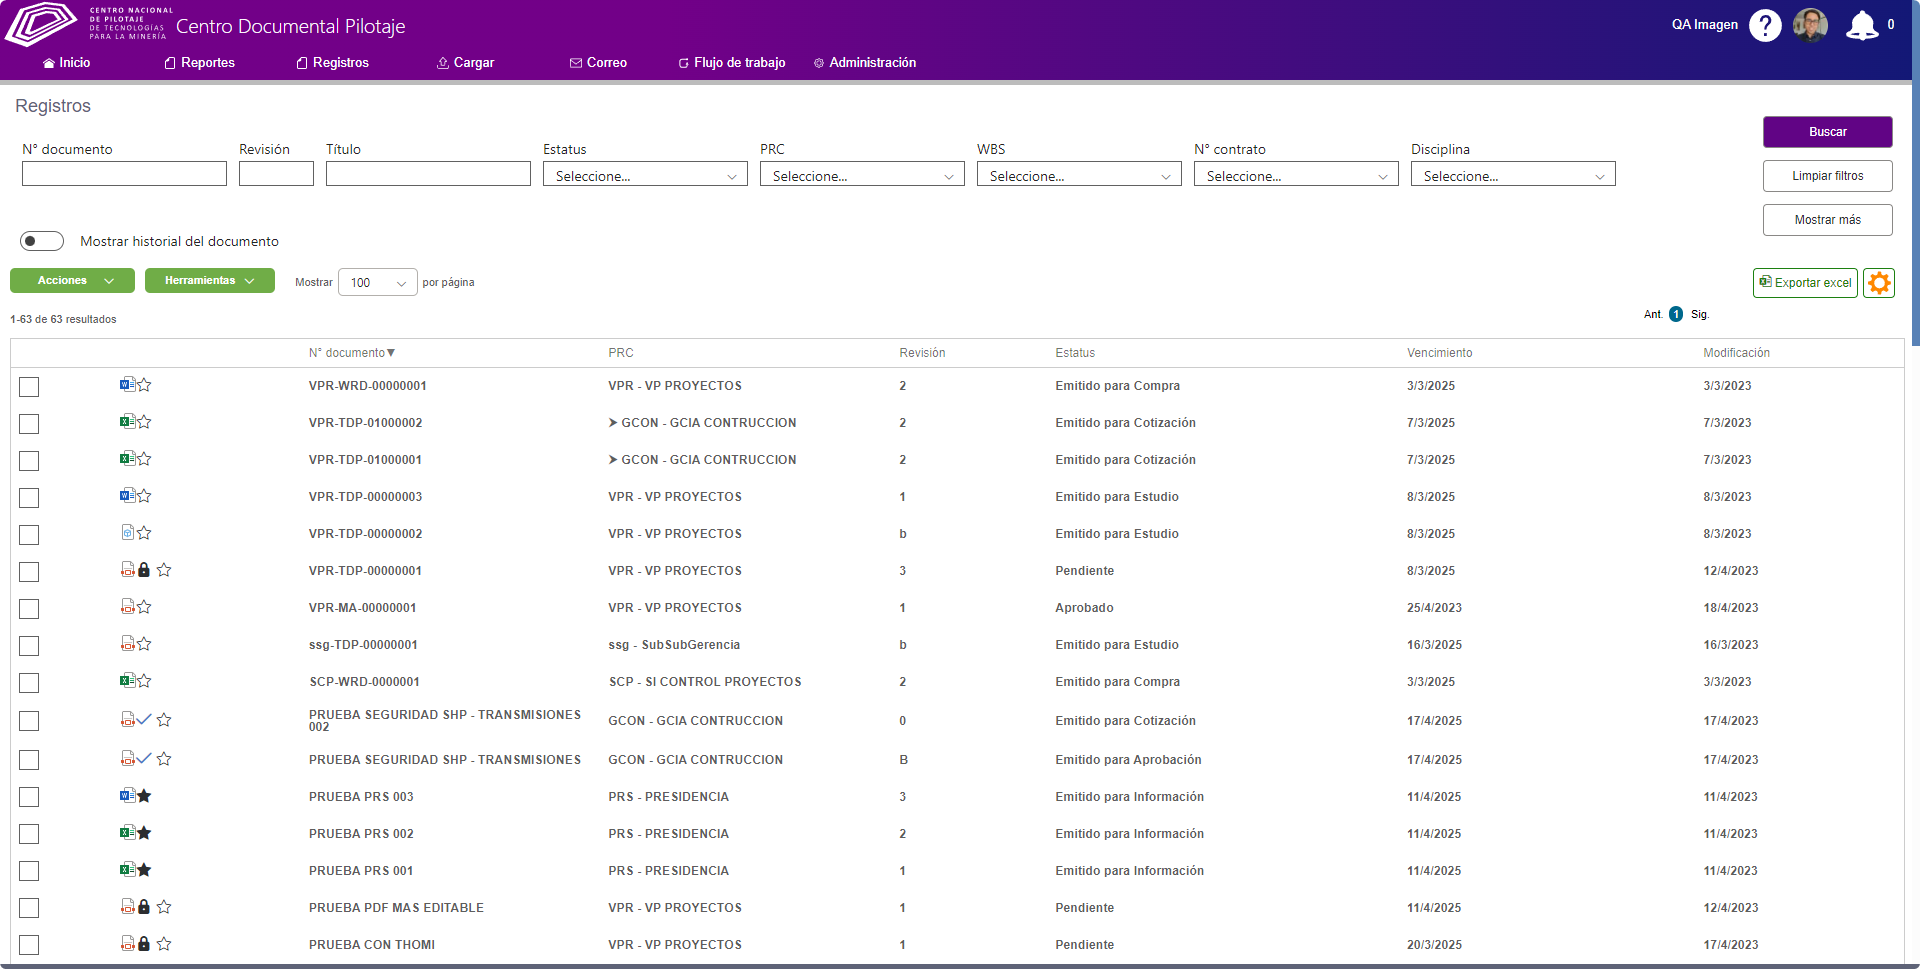 CENTRO NACIONAL
DE PILOTAJE
DE TECNOLOGÍAS
PARA LA MINERÍA
Centro Documental Pilotaje
QA Imagen ? 0
Inicio Reportes Registros Cargar Correo Flujo de trabajo Administración
Registros
Buscar
N° documento Revisión Título Estatus PRC WBS N° contrato Disciplina
Seleccione... Seleccione... Seleccione... Seleccione... Seleccione...
Limpiar filtros
Mostrar más
Mostrar historial del documento
Acciones Herramientas Mostrar 100 por página Exportar excel
1-63 de 63 resultados Ant. 1 Sig.
N° documento▼ PRC Revisión Estatus Vencimiento Modificación
VPR-WRD-00000001 VPR - VP PROYECTOS 2 Emitido para Compra 3/3/2025 3/3/2023
VPR-TDP-01000002 ➤ GCON - GCIA CONTRUCCION 2 Emitido para Cotización 7/3/2025 7/3/2023
VPR-TDP-01000001 ➤ GCON - GCIA CONTRUCCION 2 Emitido para Cotización 7/3/2025 7/3/2023
VPR-TDP-00000003 VPR - VP PROYECTOS 1 Emitido para Estudio 8/3/2025 8/3/2023
VPR-TDP-00000002 VPR - VP PROYECTOS b Emitido para Estudio 8/3/2025 8/3/2023
VPR-TDP-00000001 VPR - VP PROYECTOS 3 Pendiente 8/3/2025 12/4/2023
VPR-MA-00000001 VPR - VP PROYECTOS 1 Aprobado 25/4/2023 18/4/2023
ssg-TDP-00000001 ssg - SubSubGerencia b Emitido para Estudio 16/3/2025 16/3/2023
SCP-WRD-0000001 SCP - SI CONTROL PROYECTOS 2 Emitido para Compra 3/3/2025 3/3/2023
PRUEBA SEGURIDAD SHP - TRANSMISIONES
002 GCON - GCIA CONTRUCCION 0 Emitido para Cotización 17/4/2025 17/4/2023
PRUEBA SEGURIDAD SHP - TRANSMISIONES GCON - GCIA CONTRUCCION B Emitido para Aprobación 17/4/2025 17/4/2023
PRUEBA PRS 003 PRS - PRESIDENCIA 3 Emitido para Información 11/4/2025 11/4/2023
PRUEBA PRS 002 PRS - PRESIDENCIA 2 Emitido para Información 11/4/2025 11/4/2023
PRUEBA PRS 001 PRS - PRESIDENCIA 1 Emitido para Información 11/4/2025 11/4/2023
PRUEBA PDF MAS EDITABLE VPR - VP PROYECTOS 1 Pendiente 11/4/2025 12/4/2023
PRUEBA CON THOMI VPR - VP PROYECTOS 1 Pendiente 20/3/2025 17/4/2023